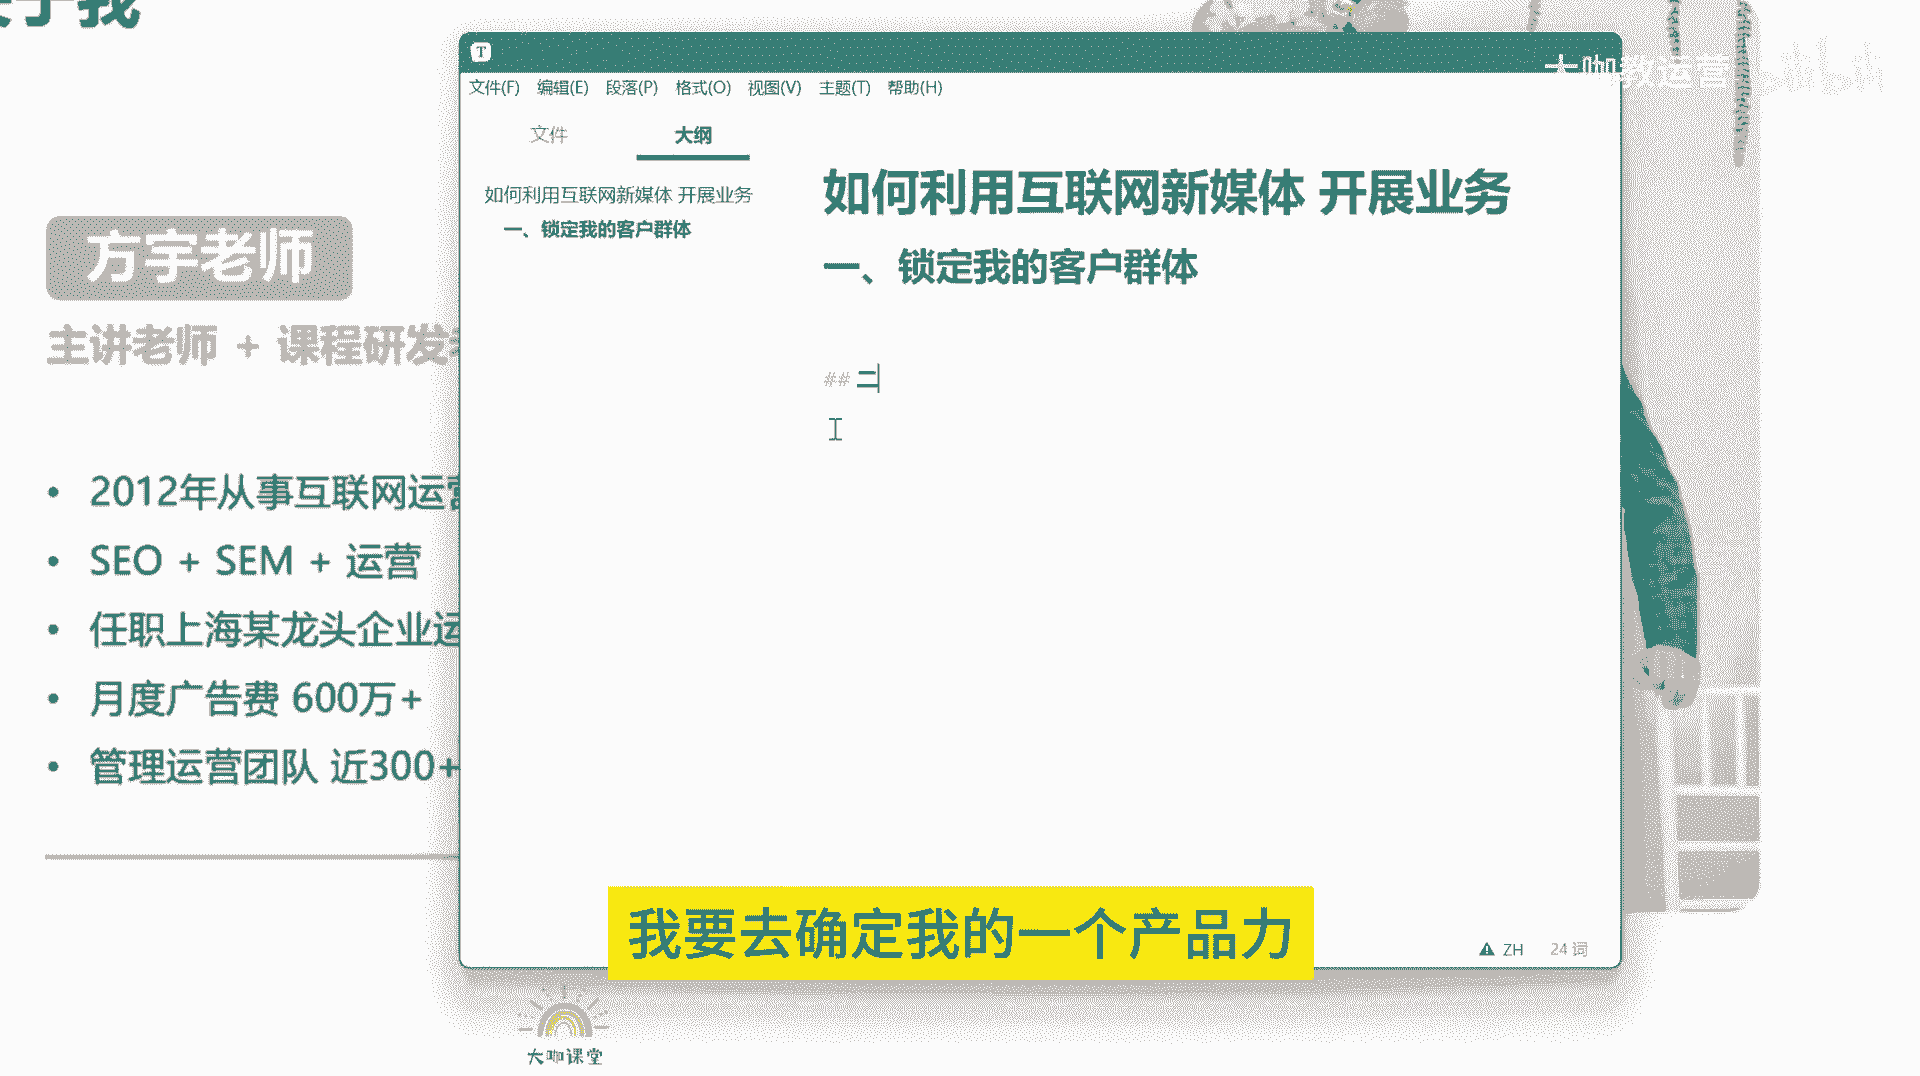 关于我
大咖教运营 bilibili
T
文件(F) 编辑(E) 段落(P) 格式(O) 视图(V) 主题(T) 帮助(H)
文件 大纲
如何利用互联网新媒体 开展业务
一、锁定我的客户群体
如何利用互联网新媒体 开展业务
一、锁定我的客户群体
## 二
方宇老师
主讲老师 + 课程研发
2012年从事互联网运营
SEO + SEM + 运营
任职上海某龙头企业运
月度广告费 600万+
管理运营团队 近300+
我要去确定我的一个产品力
ZH 24 词
大咖课堂